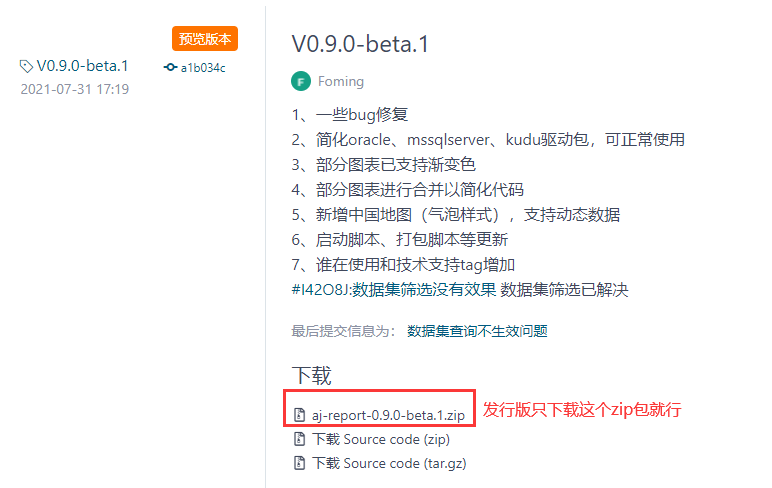 预览版本
V0.9.0-beta.1
a1b034c
2021-07-31 17:19
V0.9.0-beta.1
F
Foming
1、一些bug修复
2、简化oracle、mssqlserver、kudu驱动包，可正常使用
3、部分图表已支持渐变色
4、部分图表进行合并以简化代码
5、新增中国地图（气泡样式），支持动态数据
6、启动脚本、打包脚本等更新
7、谁在使用和技术支持tag增加
#I42O8J:数据集筛选没有效果 数据集筛选已解决
最后提交信息为： 数据集查询不生效问题
下载
aj-report-0.9.0-beta.1.zip 发行版只下载这个zip包就行
下载 Source code (zip)
下载 Source code (tar.gz)